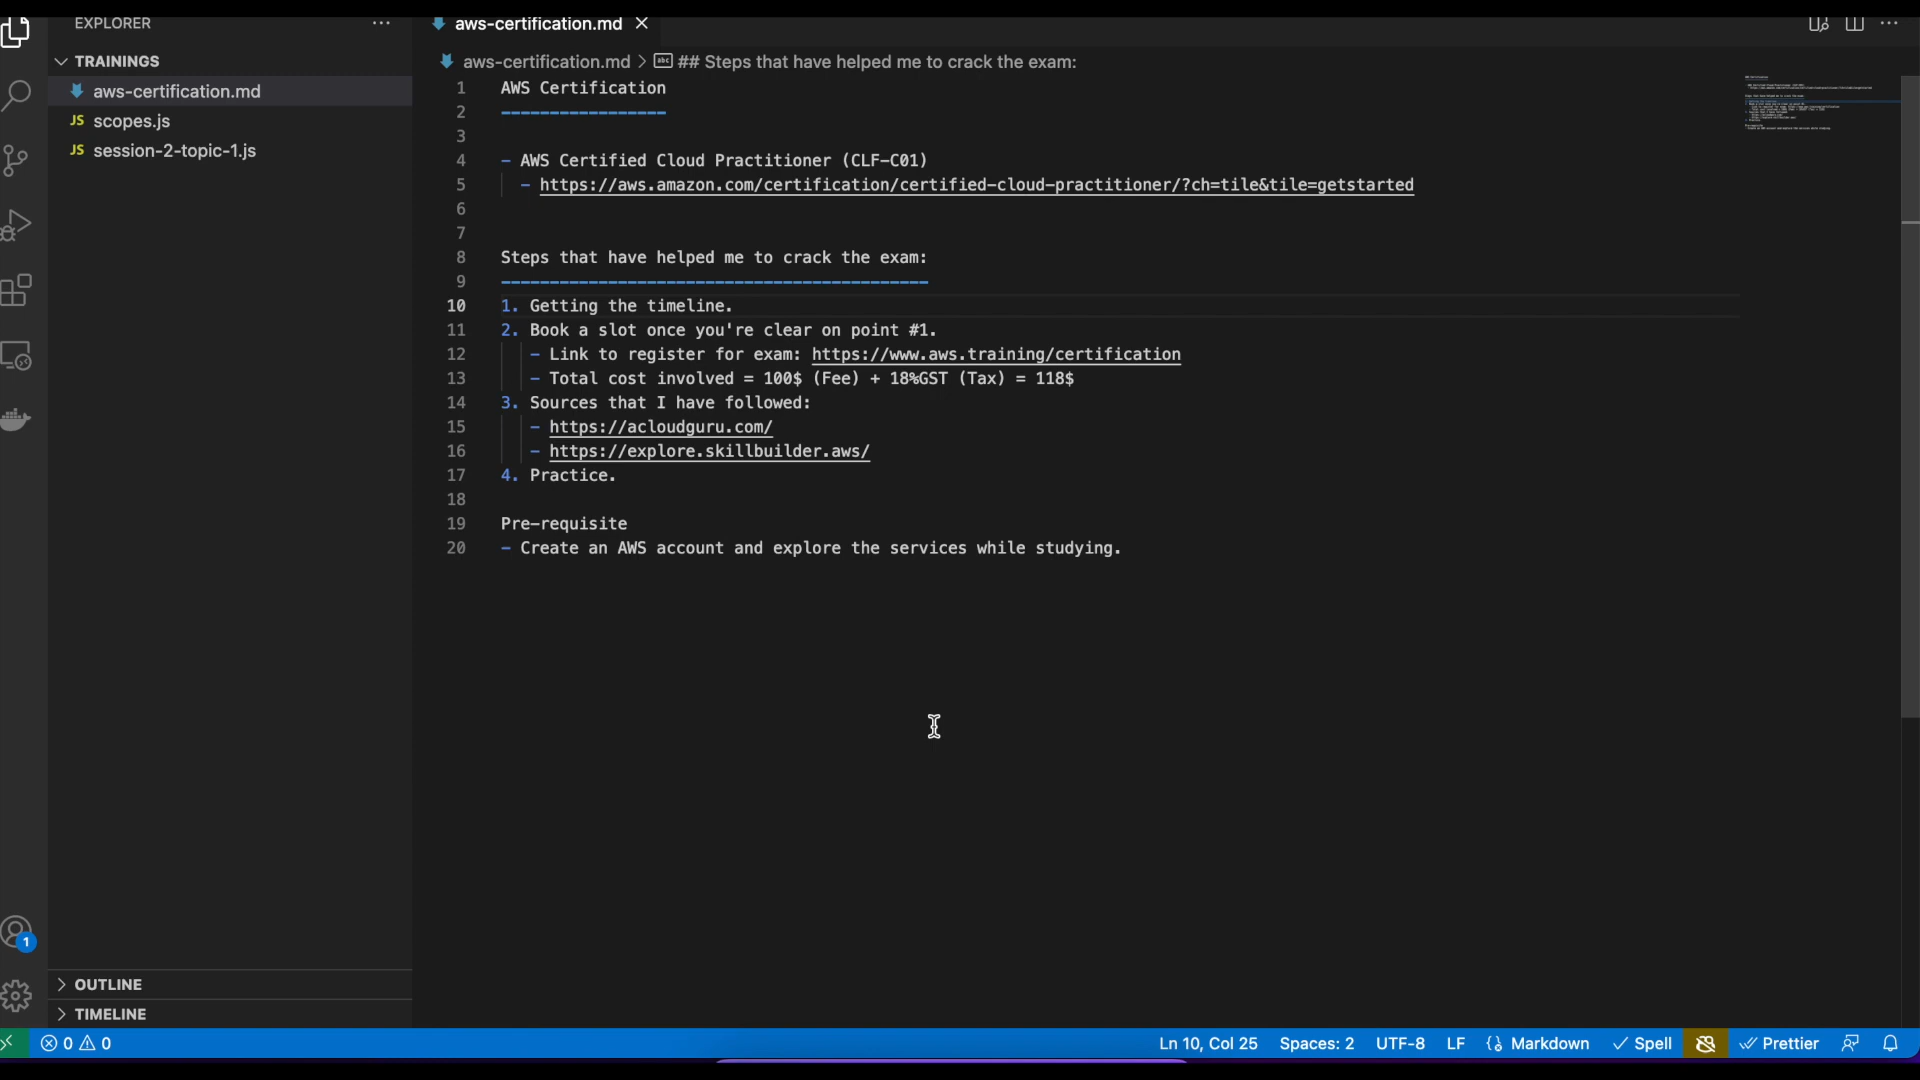 EXPLORER
···
aws-certification.md
TRAININGS
aws-certification.md
JS scopes.js
JS session-2-topic-1.js
aws-certification.md > abc ## Steps that have helped me to crack the exam:
1 AWS Certification
2 -----------------
3
4 - AWS Certified Cloud Practitioner (CLF-C01)
5 - https://aws.amazon.com/certification/certified-cloud-practitioner/?ch=tile&tile=getstarted
6
7
8 Steps that have helped me to crack the exam:
9 --------------------------------------------
10 1. Getting the timeline.
11 2. Book a slot once you're clear on point #1.
12 - Link to register for exam: https://www.aws.training/certification
13 - Total cost involved = 100$ (Fee) + 18%GST (Tax) = 118$
14 3. Sources that I have followed:
15 - https://acloudguru.com/
16 - https://explore.skillbuilder.aws/
17 4. Practice.
18
19 Pre-requisite
20 - Create an AWS account and explore the services while studying.
1
OUTLINE
TIMELINE
0 0
Ln 10, Col 25 Spaces: 2 UTF-8 LF Markdown Spell Prettier